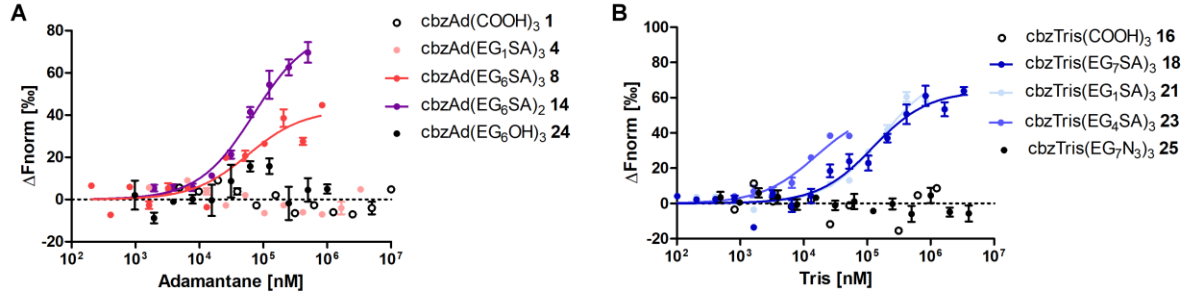 A
ΔFnorm [‰]
80
60
40
20
0
-20
10² 10³ 10⁴ 10⁵ 10⁶ 10⁷
Adamantane [nM]
cbzAd(COOH)₃ 1
cbzAd(EG₁SA)₃ 4
cbzAd(EG₆SA)₃ 8
cbzAd(EG₆SA)₂ 14
cbzAd(EG₆OH)₃ 24
B
ΔFnorm [‰]
100
80
60
40
20
0
-20
10² 10³ 10⁴ 10⁵ 10⁶ 10⁷
Tris [nM]
cbzTris(COOH)₃ 16
cbzTris(EG₇SA)₃ 18
cbzTris(EG₁SA)₃ 21
cbzTris(EG₄SA)₃ 23
cbzTris(EG₇N₃)₃ 25